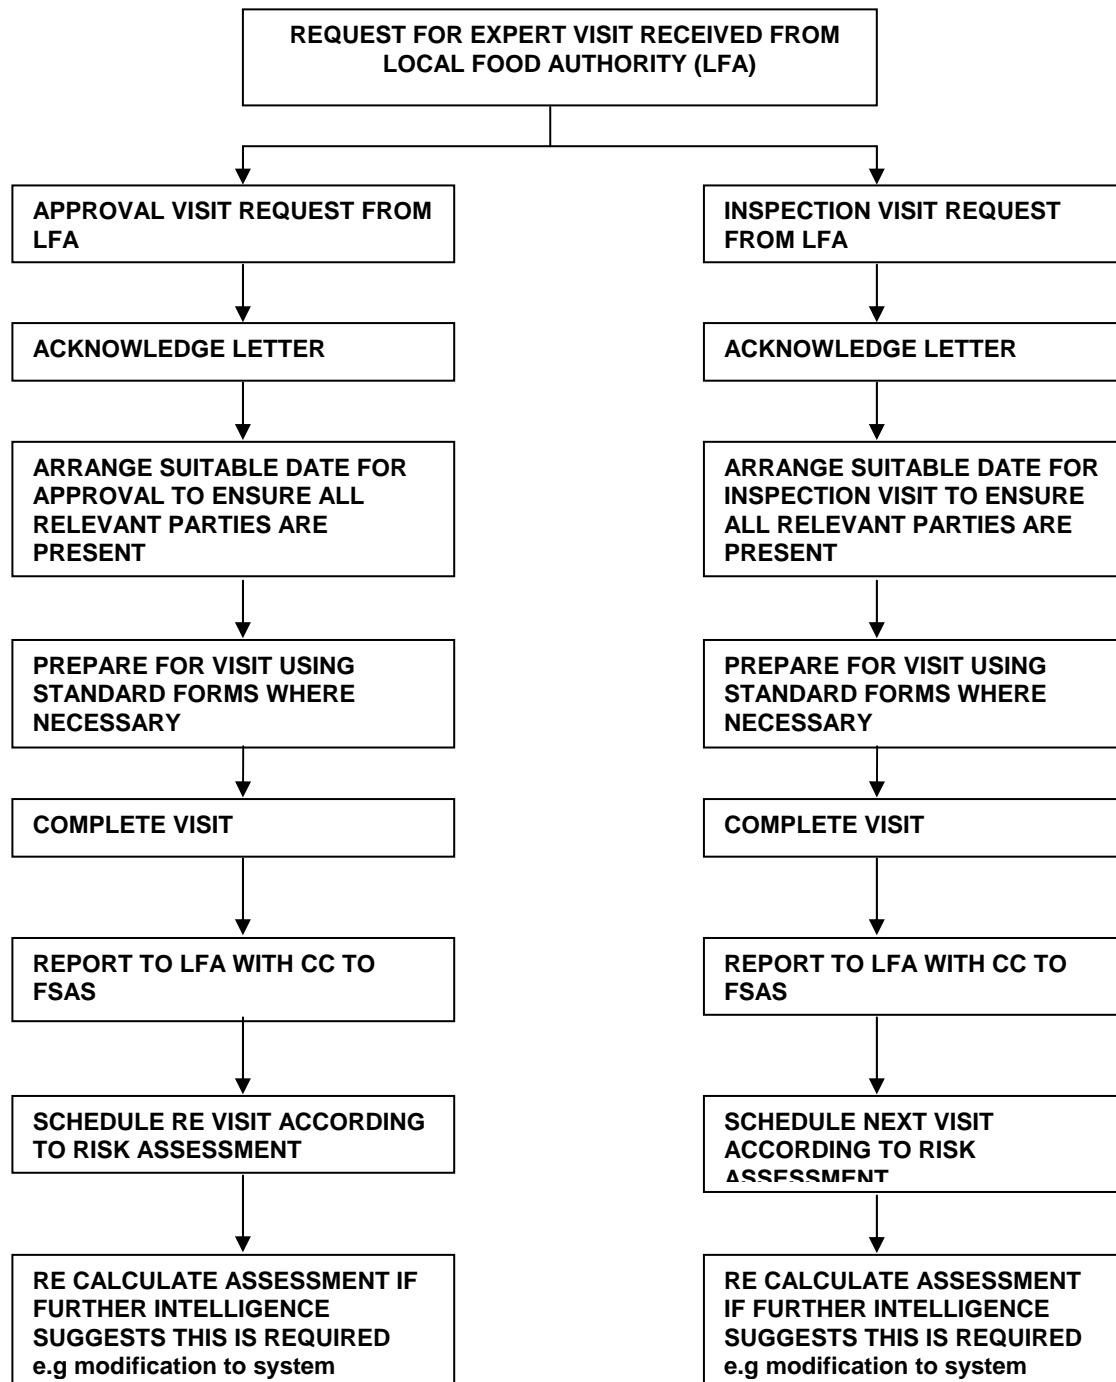 REQUEST FOR EXPERT VISIT RECEIVED FROM
LOCAL FOOD AUTHORITY (LFA)
APPROVAL VISIT REQUEST FROM
LFA
ACKNOWLEDGE LETTER
ARRANGE SUITABLE DATE FOR
APPROVAL TO ENSURE ALL
RELEVANT PARTIES ARE
PRESENT
PREPARE FOR VISIT USING
STANDARD FORMS WHERE
NECESSARY
COMPLETE VISIT
REPORT TO LFA WITH CC TO
FSAS
SCHEDULE RE VISIT ACCORDING
TO RISK ASSESSMENT
RE CALCULATE ASSESSMENT IF
FURTHER INTELLIGENCE
SUGGESTS THIS IS REQUIRED
e.g modification to system
INSPECTION VISIT REQUEST
FROM LFA
ACKNOWLEDGE LETTER
ARRANGE SUITABLE DATE FOR
INSPECTION VISIT TO ENSURE
ALL RELEVANT PARTIES ARE
PRESENT
PREPARE FOR VISIT USING
STANDARD FORMS WHERE
NECESSARY
COMPLETE VISIT
REPORT TO LFA WITH CC TO
FSAS
SCHEDULE NEXT VISIT
ACCORDING TO RISK
ASSESSMENT
RE CALCULATE ASSESSMENT
IF FURTHER INTELLIGENCE
SUGGESTS THIS IS REQUIRED
e.g modification to system